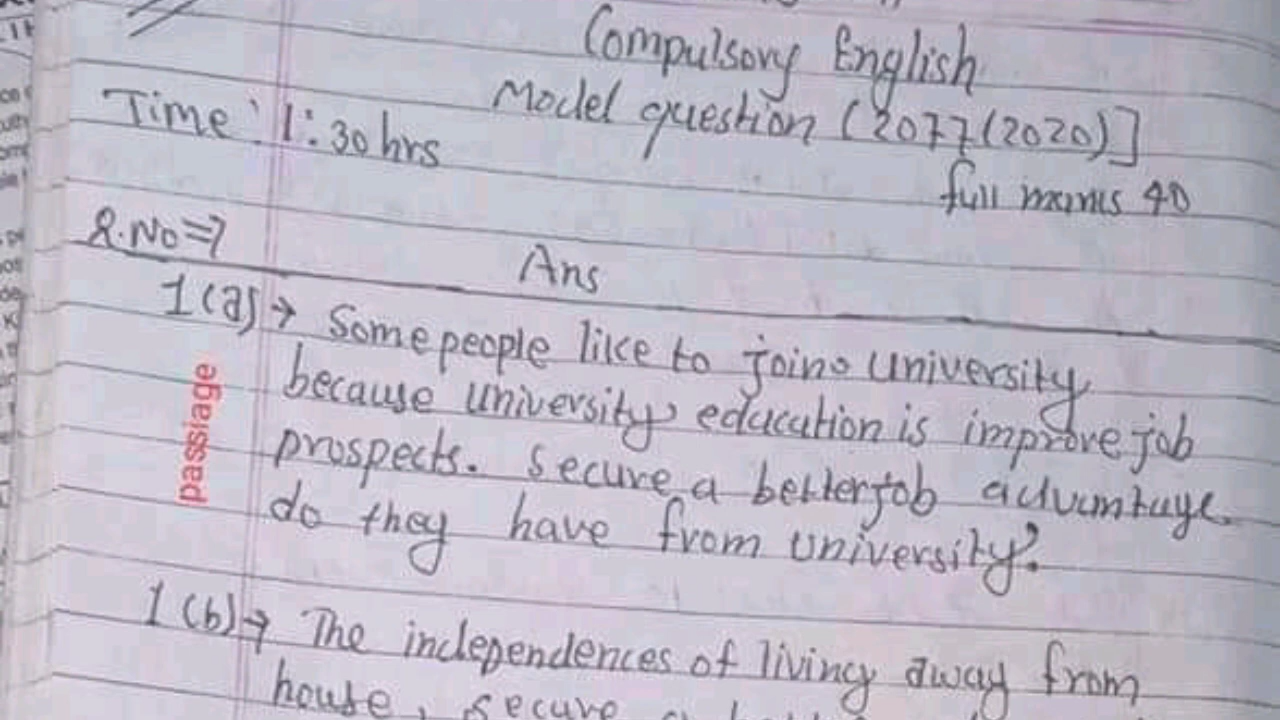 Compulsory English
Model question (2077(2020)]
Time : 1:30 hrs
full marks 40
Q.No⇒
Ans
1(a)→ Some people like to join university
because university education is improve job
prospects. Secure a better job advantage.
do they have from university?
passiage
1(b)→ The independences of living away from
house, secure a